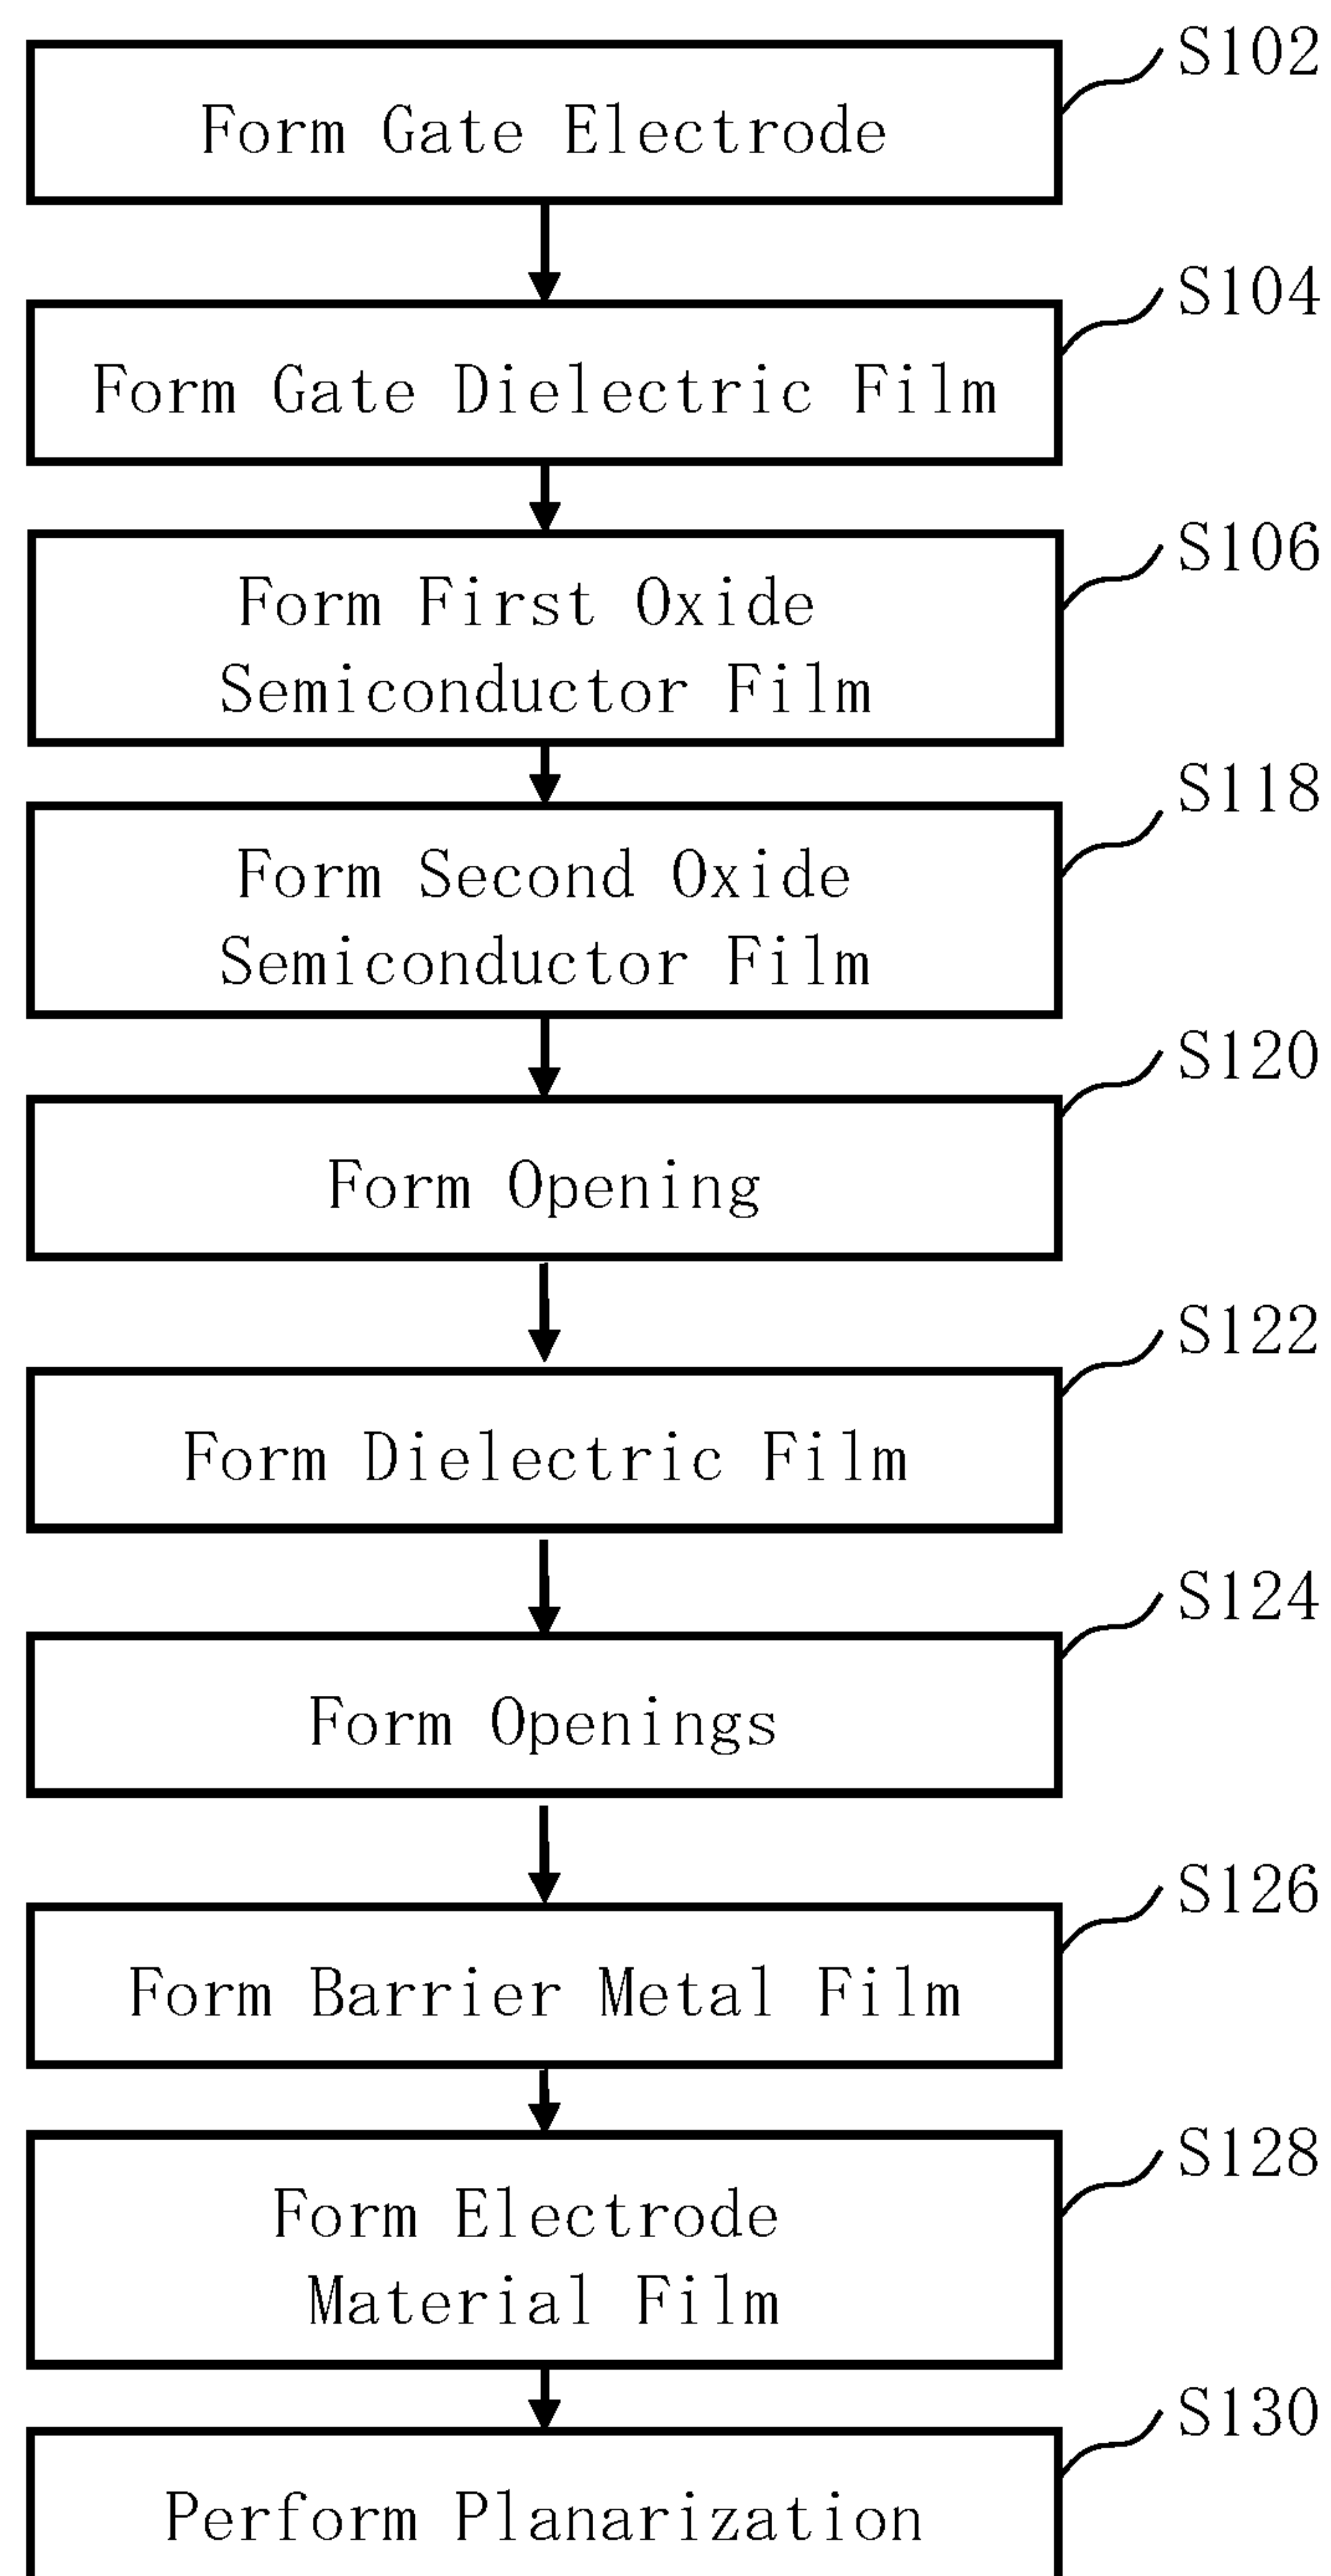 S102
Form Gate Electrode
S104
Form Gate Dielectric Film
S106
Form First Oxide
Semiconductor Film
S118
Form Second Oxide
Semiconductor Film
S120
Form Opening
S122
Form Dielectric Film
S124
Form Openings
S126
Form Barrier Metal Film
S128
Form Electrode
Material Film
S130
Perform Planarization